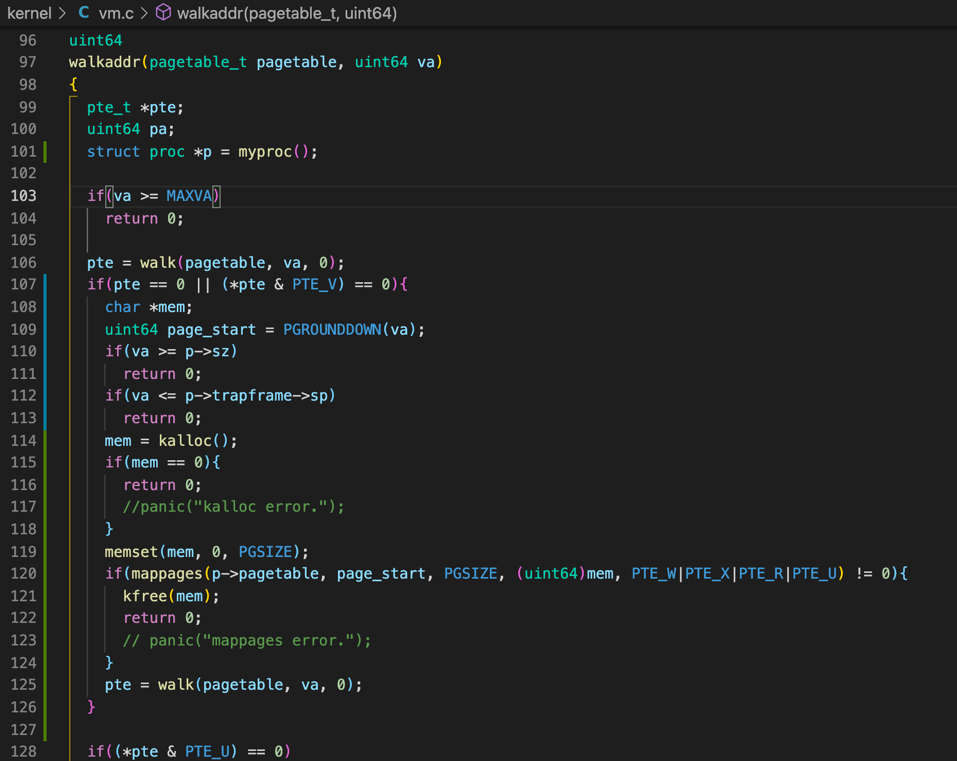 kernel > C vm.c > walkaddr(pagetable_t, uint64)
96 uint64
97 walkaddr(pagetable_t pagetable, uint64 va)
98 {
99   pte_t *pte;
100   uint64 pa;
101   struct proc *p = myproc();
102
103   if(va >= MAXVA)
104     return 0;
105
106   pte = walk(pagetable, va, 0);
107   if(pte == 0 || (*pte & PTE_V) == 0){
108     char *mem;
109     uint64 page_start = PGROUNDDOWN(va);
110     if(va >= p->sz)
111       return 0;
112     if(va <= p->trapframe->sp)
113       return 0;
114     mem = kalloc();
115     if(mem == 0){
116       return 0;
117       //panic("kalloc error.");
118     }
119     memset(mem, 0, PGSIZE);
120     if(mappages(p->pagetable, page_start, PGSIZE, (uint64)mem, PTE_W|PTE_X|PTE_R|PTE_U) != 0){
121       kfree(mem);
122       return 0;
123       // panic("mappages error.");
124     }
125     pte = walk(pagetable, va, 0);
126   }
127
128   if((*pte & PTE_U) == 0)